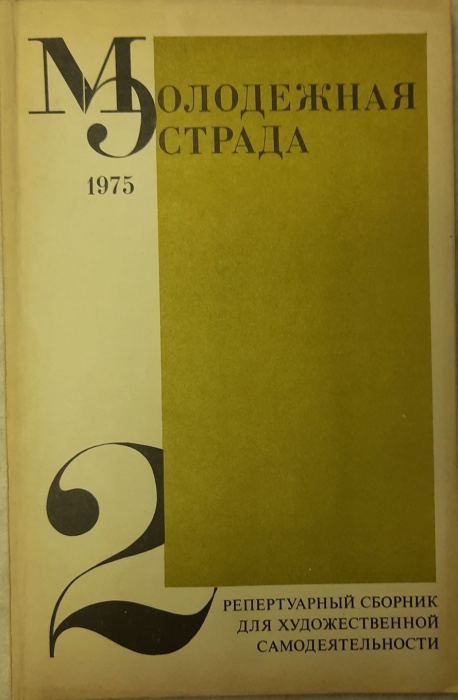 МОЛОДЕЖНАЯ
ЭСТРАДА
1975
2
РЕПЕРТУАРНЫЙ СБОРНИК
ДЛЯ ХУДОЖЕСТВЕННОЙ
САМОДЕЯТЕЛЬНОСТИ